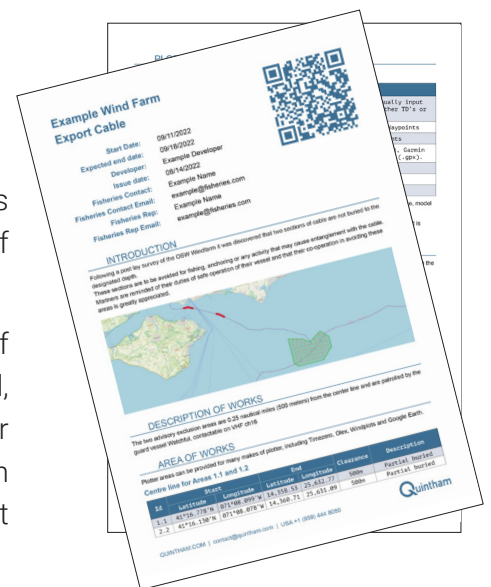 s
f
f
l,
r
n
t
Example Wind Farm
Export Cable
Start Date: 09/11/2022
Expected end date: 09/18/2022
Developer: Example Developer
Issue date: 08/14/2022
Fisheries Contact: Example Name
Fisheries Contact Email: example@fisheries.com
Fisheries Rep: Example Name
Fisheries Rep Email: example@fisheries.com
INTRODUCTION
Following a post lay survey of the OSW Windfarm it was discovered that two sections of cable are not buried to the
designated depth.
These sections are to be avoided for fishing, anchoring or any activity that may cause entanglement with the cable.
Mariners are reminded of their duties of safe operation of their vessel and that their co-operation in avoiding these
areas is greatly appreciated.
DESCRIPTION OF WORKS
The two advisory exclusion areas are 0.25 nautical miles (500 meters) from the center line and are patrolled by the
guard vessel Watchful, contactable on VHF ch16
AREA OF WORKS
Plotter areas can be provided for many makes of plotter, including Timezero, Olex, Windplots and Google Earth.
Centre line for Areas 1.1 and 1.2
Start End
Id Latitude Longitude Latitude Longitude Clearance Description
1.1 41°16.778'N 071°08.099'W 14,358.53 25,632.77 500m Partial buried
2.2 41°16.130'N 071°08.078'W 14,360.71 25,631.09 500m Partial buried
QUINTHAM.COM | contact@quintham.com | USA +1 (959) 444 8080
Quintham
ually input
ther TD's or
aypoints
ts
, Garmin
(.gpx).
e, model
t is
the